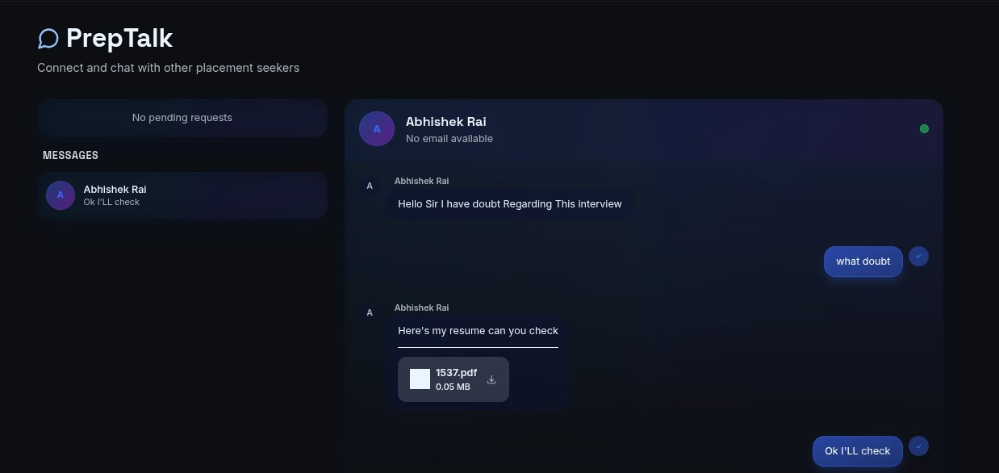 PrepTalk
Connect and chat with other placement seekers
No pending requests
MESSAGES
A
Abhishek Rai
Ok I'LL check
A
Abhishek Rai
No email available
A
Abhishek Rai
Hello Sir I have doubt Regarding This interview
what doubt
A
Abhishek Rai
Here's my resume can you check
1537.pdf
0.05 MB
Ok I'LL check